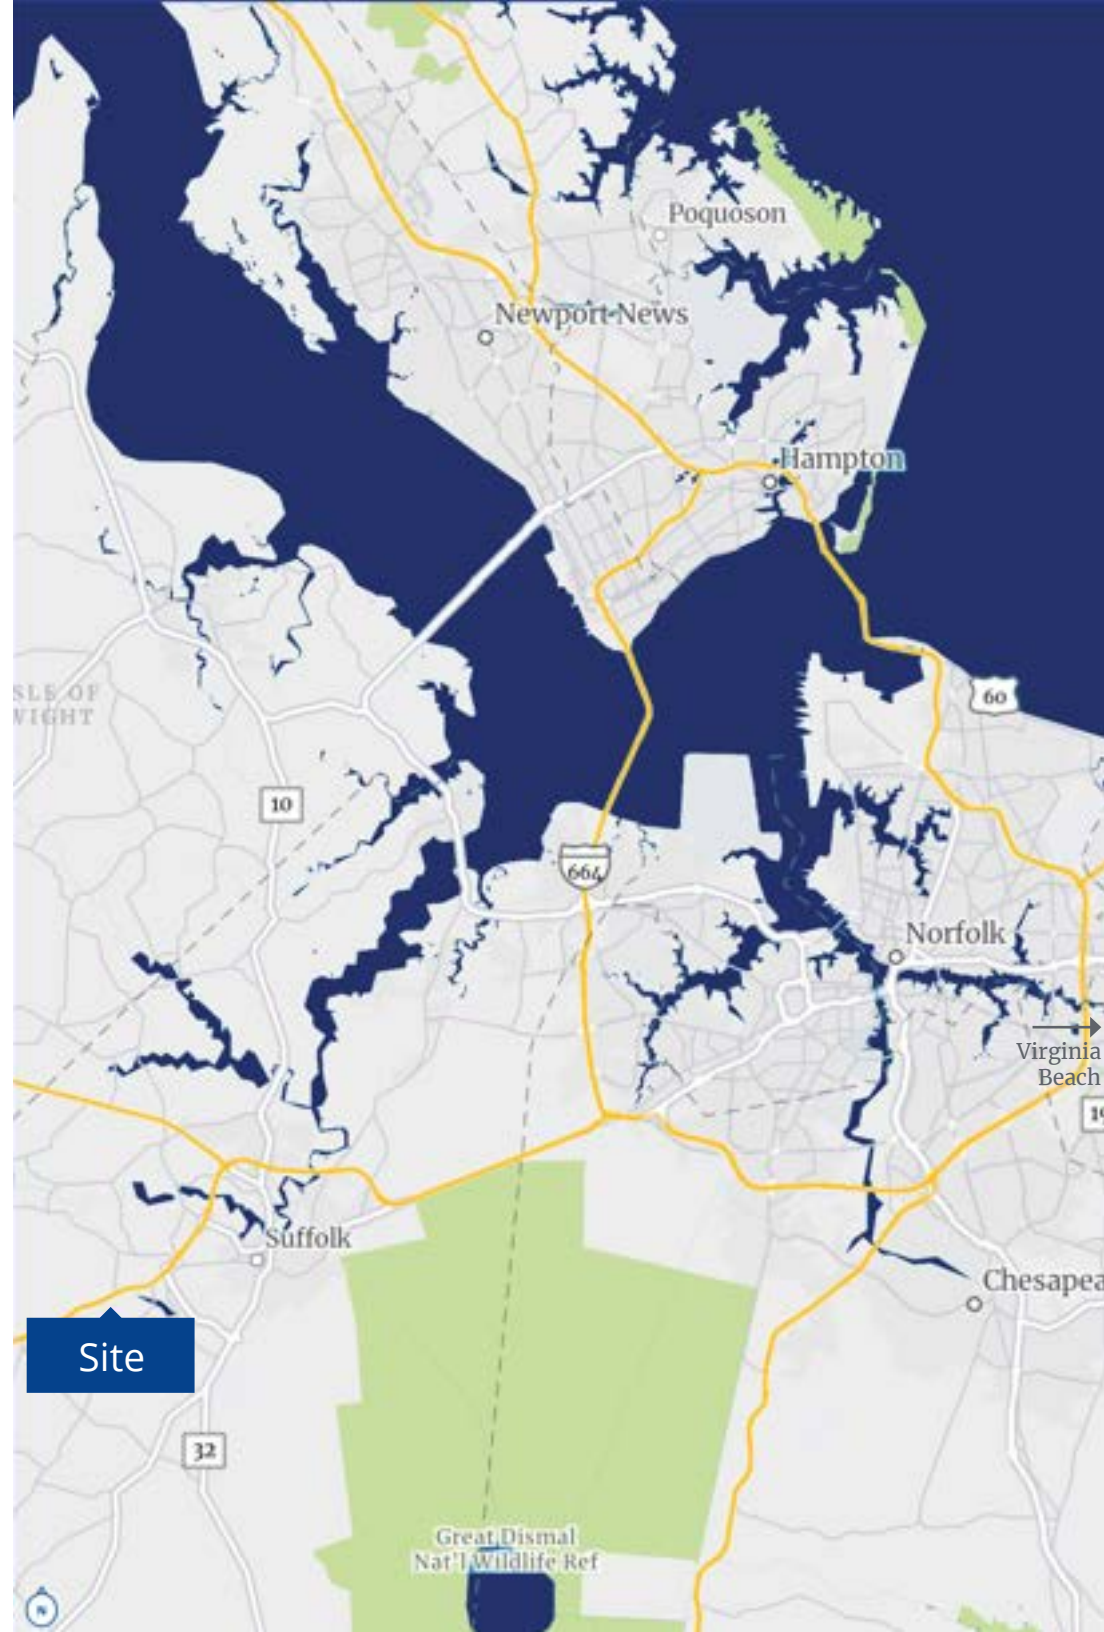 Poquoson
Newport News
Hampton
SLE OF
WIGHT
60
10
664
Norfolk
Virginia
Beach
19
Suffolk
Chesapea
Site
32
Great Dismal
Nat'l Wildlife Ref
N